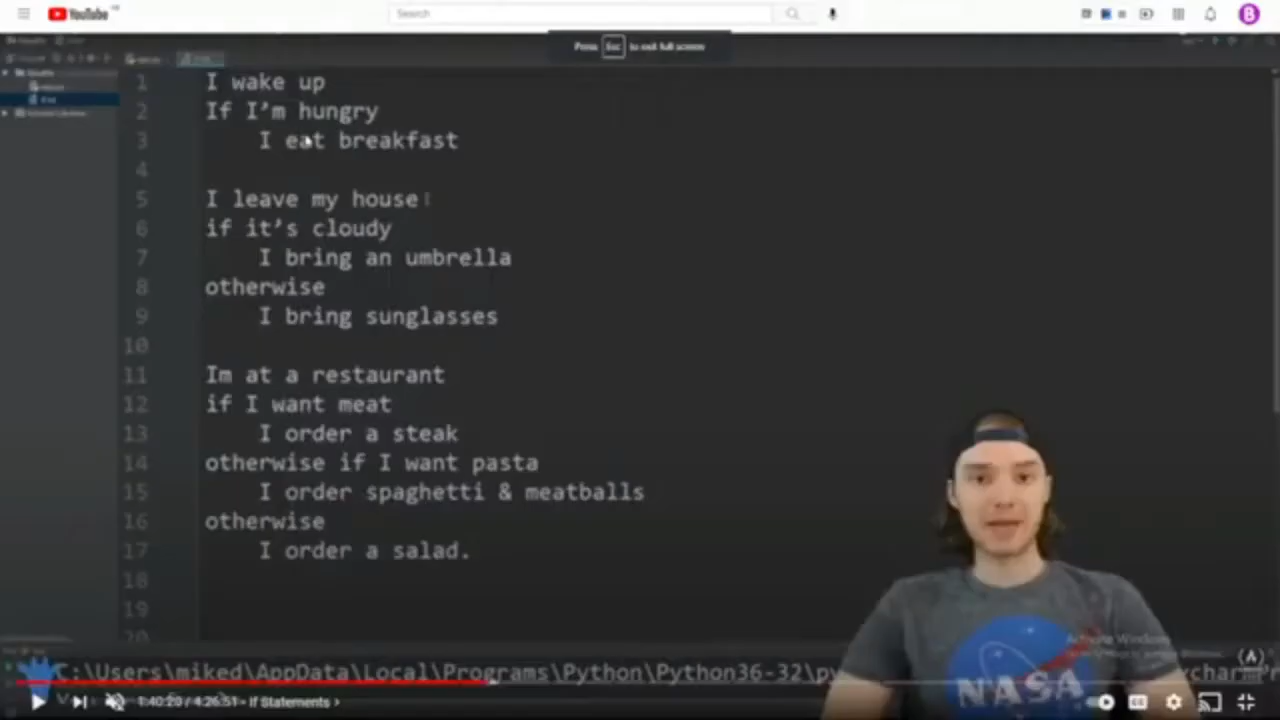 YouTube
Search
B
Press Esc to exit full screen
1 I wake up
2 If I’m hungry
3 I eat breakfast
4
5 I leave my house:
6 if it’s cloudy
7 I bring an umbrella
8 otherwise
9 I bring sunglasses
10
11 Im at a restaurant
12 if I want meat
13 I order a steak
14 otherwise if I want pasta
15 I order spaghetti & meatballs
16 otherwise
17 I order a salad.
18
19
20
NASA
Activate Windows
C:\Users\miked\AppData\Local\Programs\Python\Python36-32\py
1:40:20 / 4:26:51 • If Statements